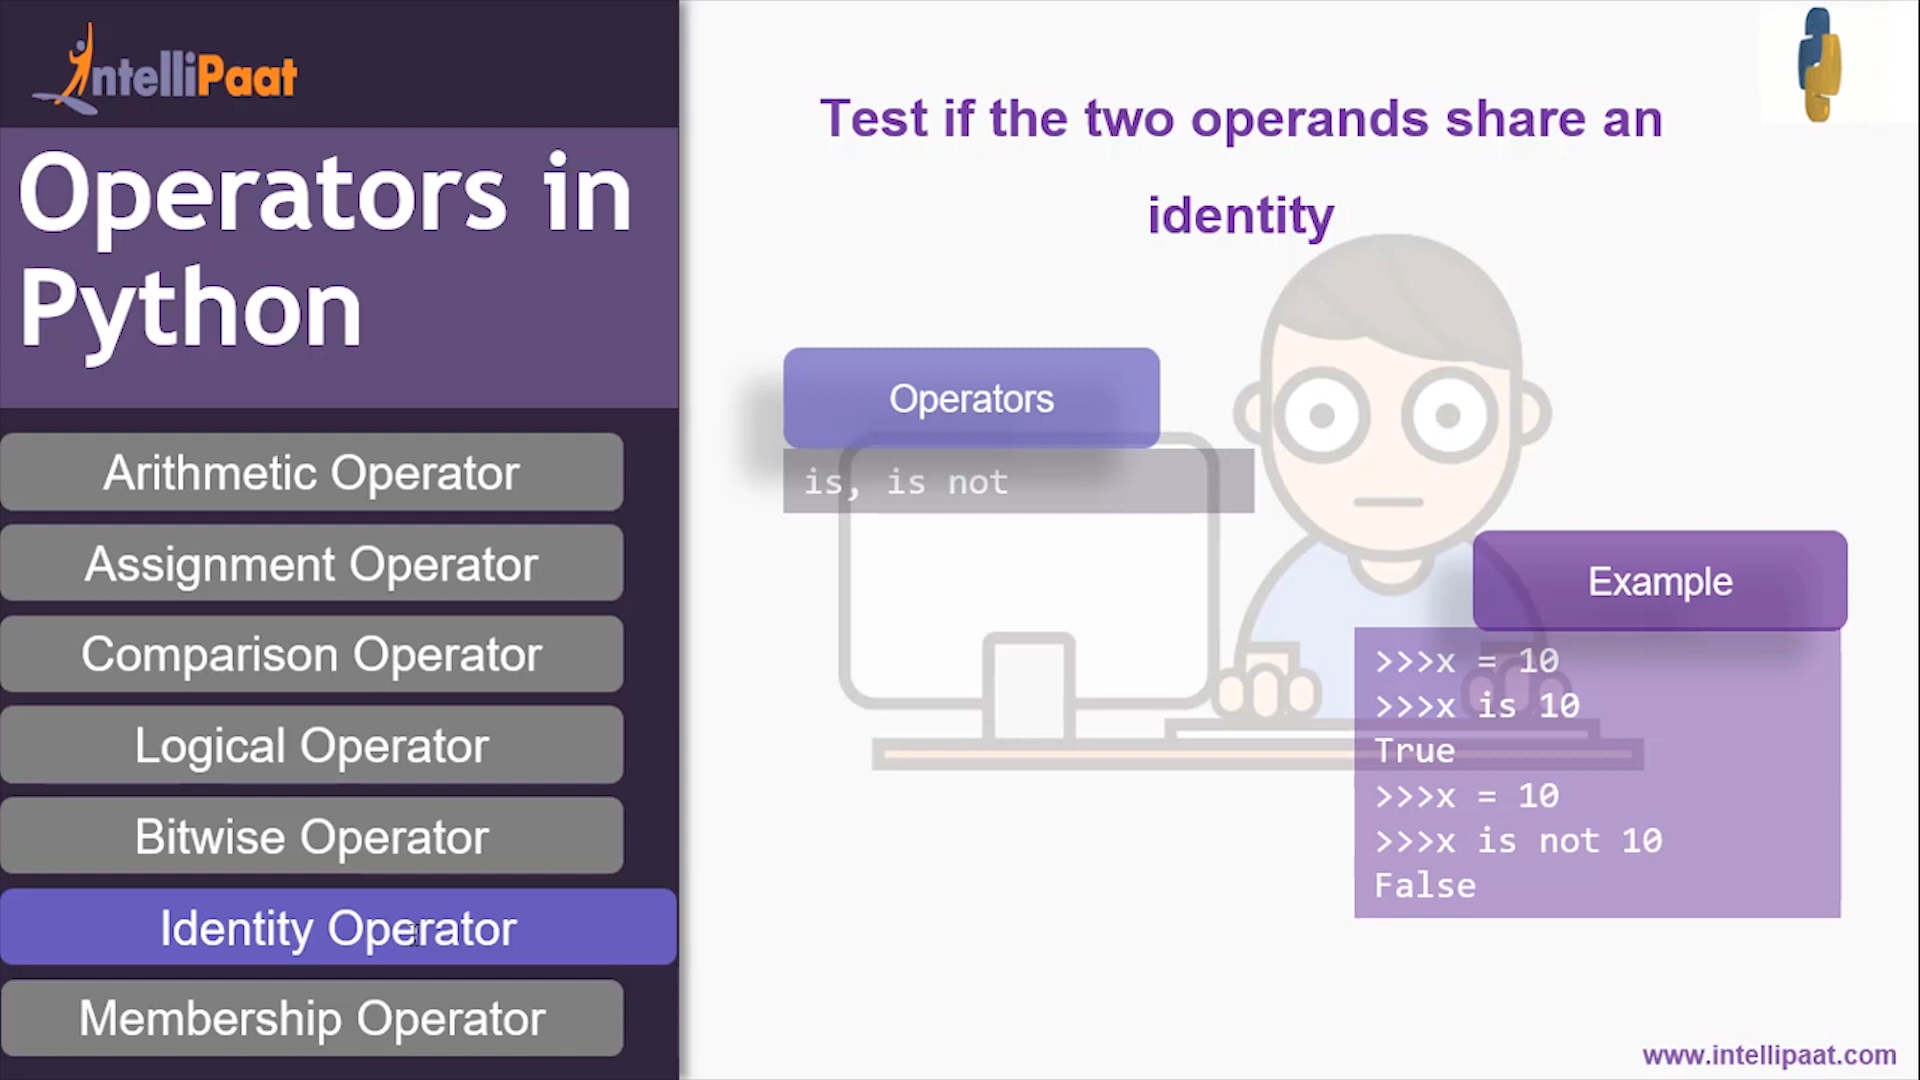 IntelliPaat
Operators in
Python
Arithmetic Operator
Assignment Operator
Comparison Operator
Logical Operator
Bitwise Operator
Identity Operator
Membership Operator
Test if the two operands share an
identity
Operators
is, is not
Example
>>>x = 10
>>>x is 10
True
>>>x = 10
>>>x is not 10
False
www.intellipaat.com